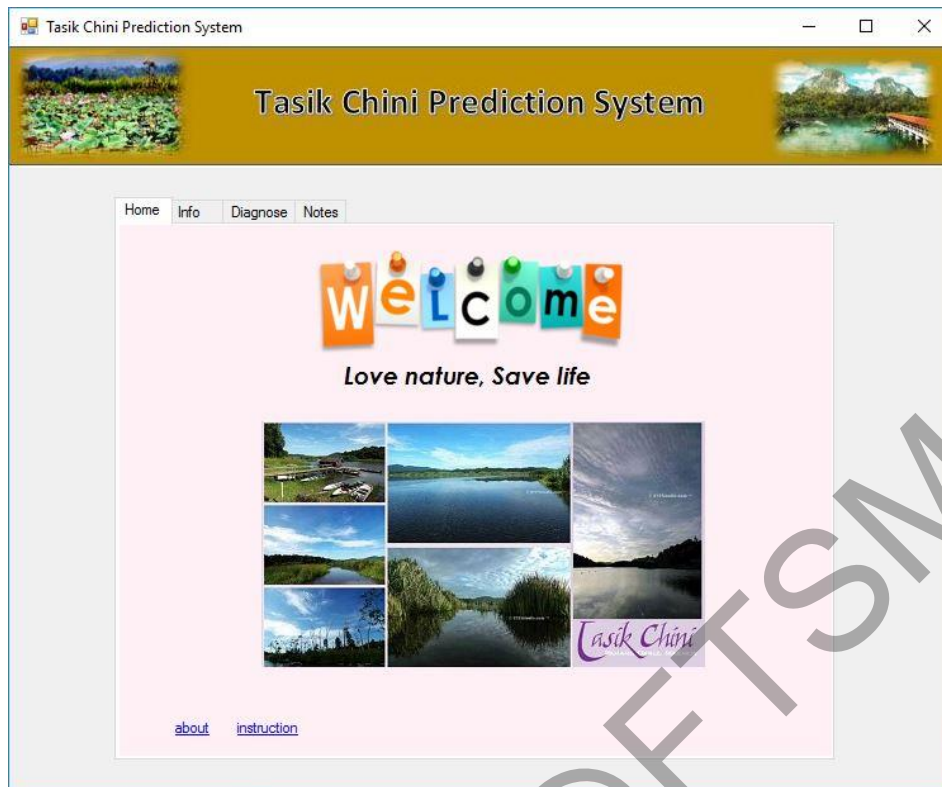 Tasik Chini Prediction System
Tasik Chini Prediction System
Home Info Diagnose Notes
WeLcome
Love nature, Save life
Tasik Chini
about instruction